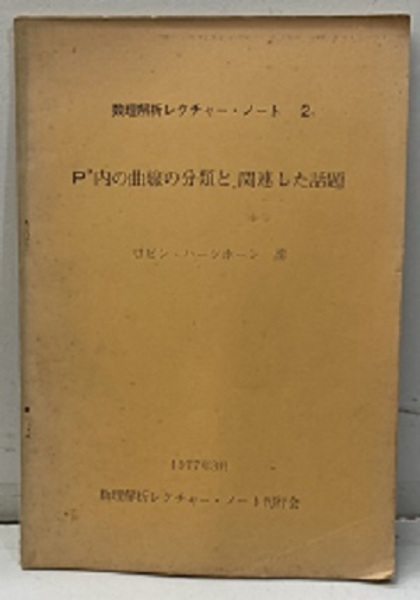 数理解析レクチャー・ノート 2
P³内の曲線の分類と、関連した話題
ロビン・ハーツホーン 著
1977年3月
数理解析レクチャー・ノート刊行会